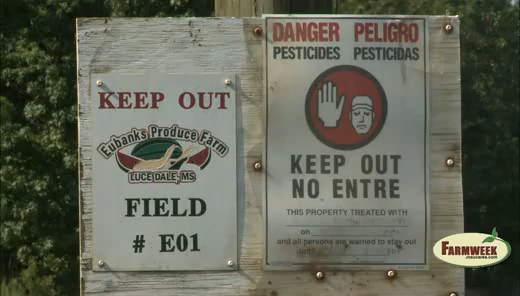 KEEP OUT
Eubanks Produce Farm
LUCEDALE, MS
FIELD
# E01
DANGER PELIGRO
PESTICIDES PESTICIDAS
KEEP OUT
NO ENTRE
THIS PROPERTY TREATED WITH
on
and all persons are warned to stay out
until
FARMWEEK